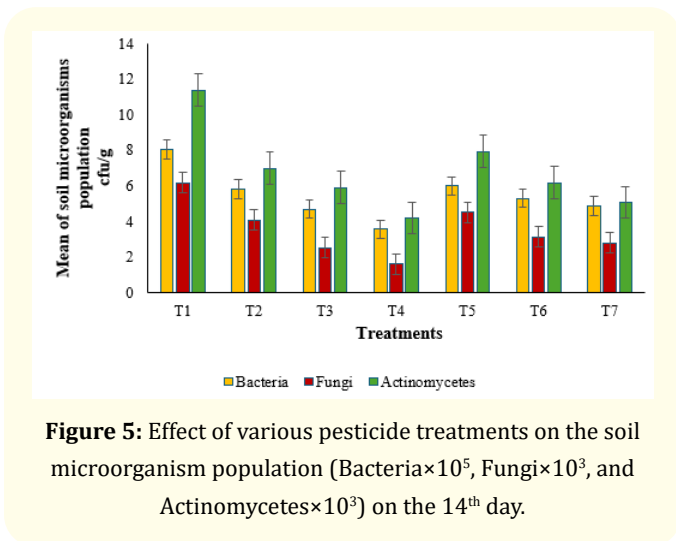 Mean of soil microorganisms
population
cfu/g
14
12
10
8
6
4
2
0
T1 T2 T3 T4 T5 T6 T7
Treatments
Bacteria Fungi Actinomycetes
Figure 5: Effect of various pesticide treatments on the soil
microorganism population (Bacteria×10⁵, Fungi×10³, and
Actinomycetes×10³) on the 14ᵗʰ day.